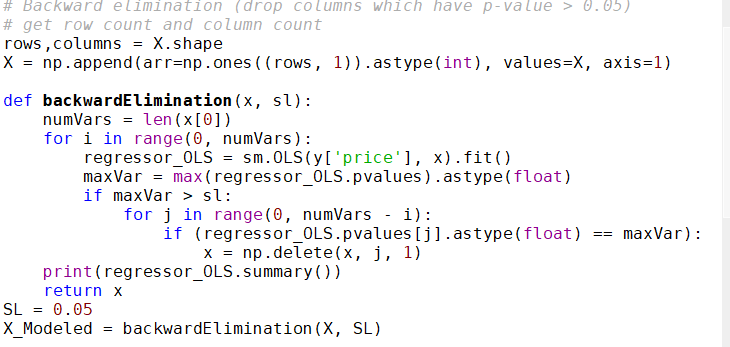 # Backward elimination (drop columns which have p-value > 0.05)
# get row count and column count
rows,columns = X.shape
X = np.append(arr=np.ones((rows, 1)).astype(int), values=X, axis=1)

def backwardElimination(x, sl):
    numVars = len(x[0])
    for i in range(0, numVars):
        regressor_OLS = sm.OLS(y['price'], x).fit()
        maxVar = max(regressor_OLS.pvalues).astype(float)
        if maxVar > sl:
            for j in range(0, numVars - i):
                if (regressor_OLS.pvalues[j].astype(float) == maxVar):
                    x = np.delete(x, j, 1)
    print(regressor_OLS.summary())
    return x
SL = 0.05
X_Modeled = backwardElimination(X, SL)